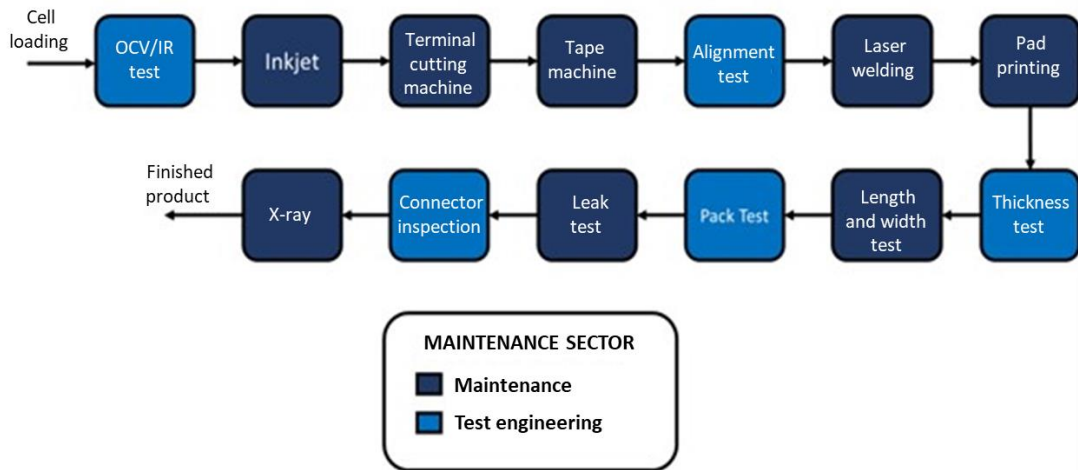 Cell
loading
OCV/IR
test
Inkjet
Terminal
cutting
machine
Tape
machine
Alignment
test
Laser
welding
Pad
printing
Finished
product
X-ray
Connector
inspection
Leak
test
Pack Test
Length
and width
test
Thickness
test
MAINTENANCE SECTOR
Maintenance
Test engineering